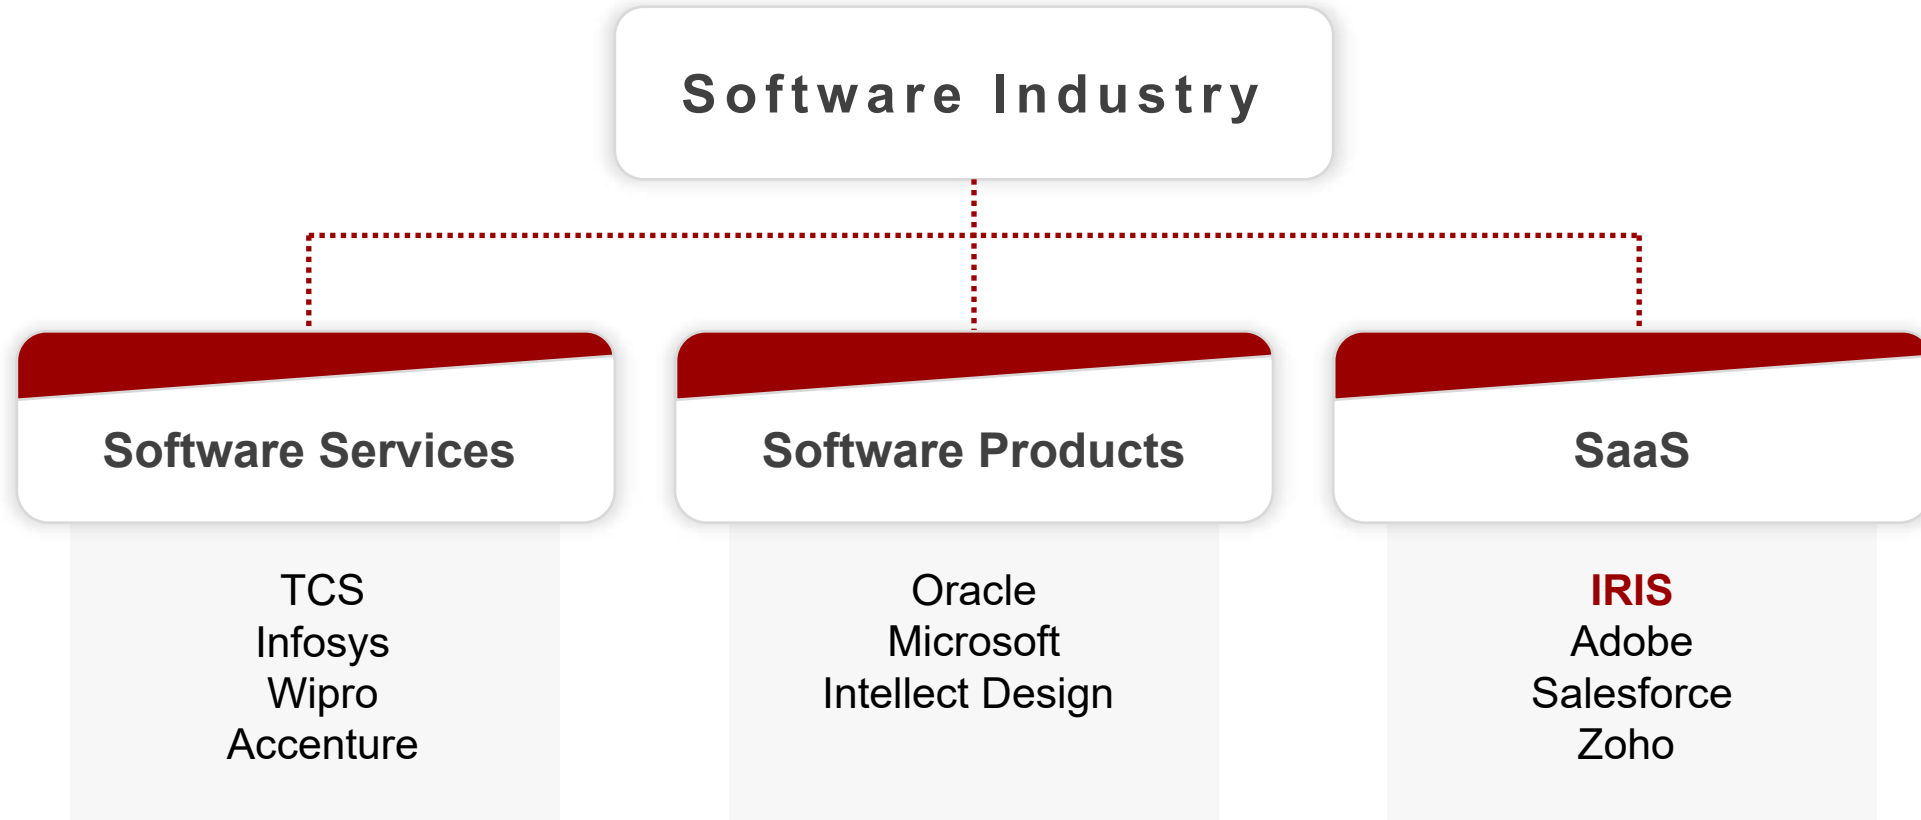 Software Industry
Software Services
TCS
Infosys
Wipro
Accenture
Software Products
Oracle
Microsoft
Intellect Design
SaaS
IRIS
Adobe
Salesforce
Zoho